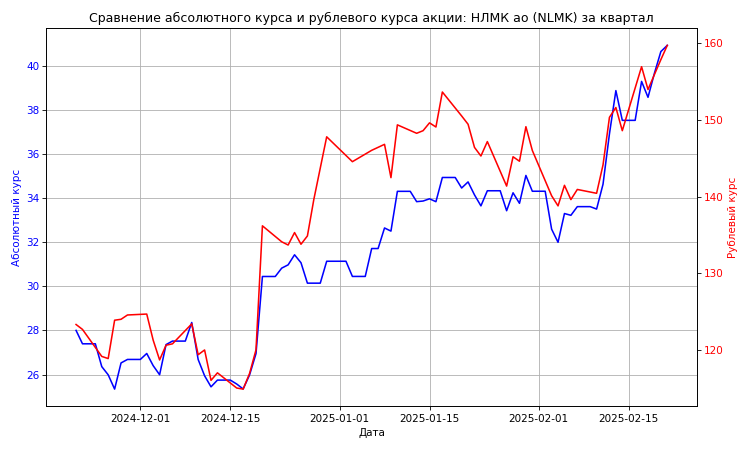 Сравнение абсолютного курса и рублевого курса акции: НЛМК ао (NLMK) за квартал
Абсолютный курс
40
38
36
34
32
30
28
26
160
150
140
130
120
Рублевый курс
2024-12-01 2024-12-15 2025-01-01 2025-01-15 2025-02-01 2025-02-15
Дата